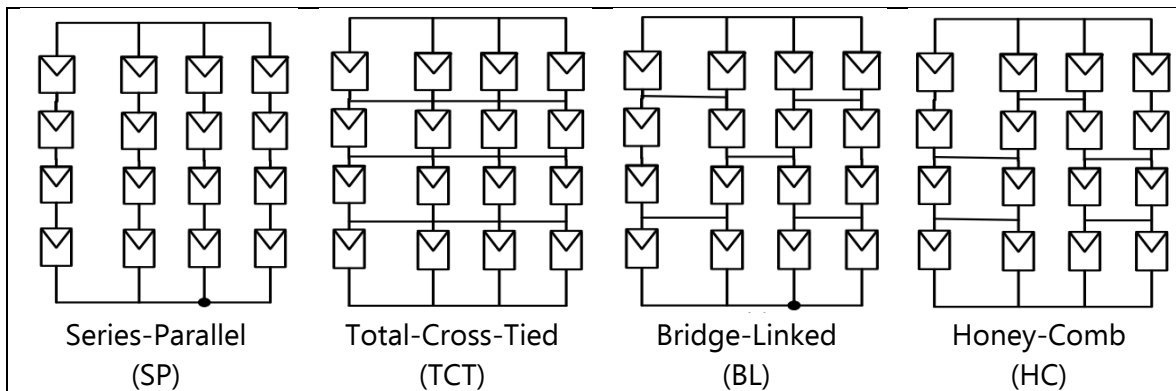 Series-Parallel
(SP)
Total-Cross-Tied
(TCT)
Bridge-Linked
(BL)
Honey-Comb
(HC)